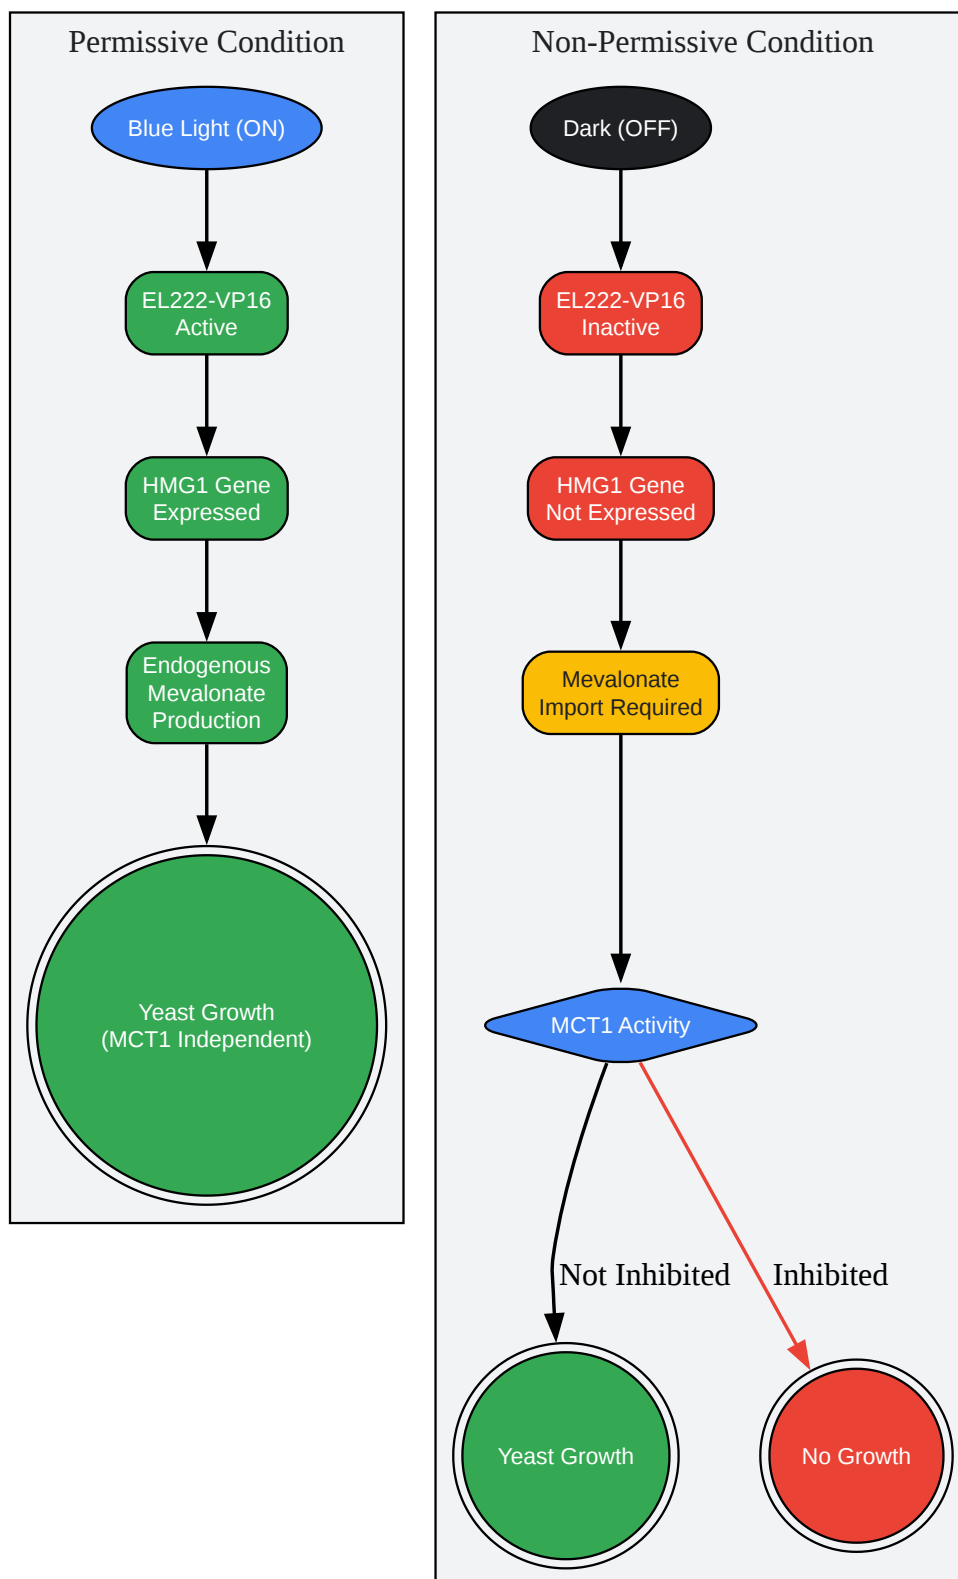 Permissive Condition
Blue Light (ON)
EL222-VP16
Active
HMG1 Gene
Expressed
Endogenous
Mevalonate
Production
Yeast Growth
(MCT1 Independent)
Non-Permissive Condition
Dark (OFF)
EL222-VP16
Inactive
HMG1 Gene
Not Expressed
Mevalonate
Import Required
MCT1 Activity
Not Inhibited
Inhibited
Yeast Growth
No Growth